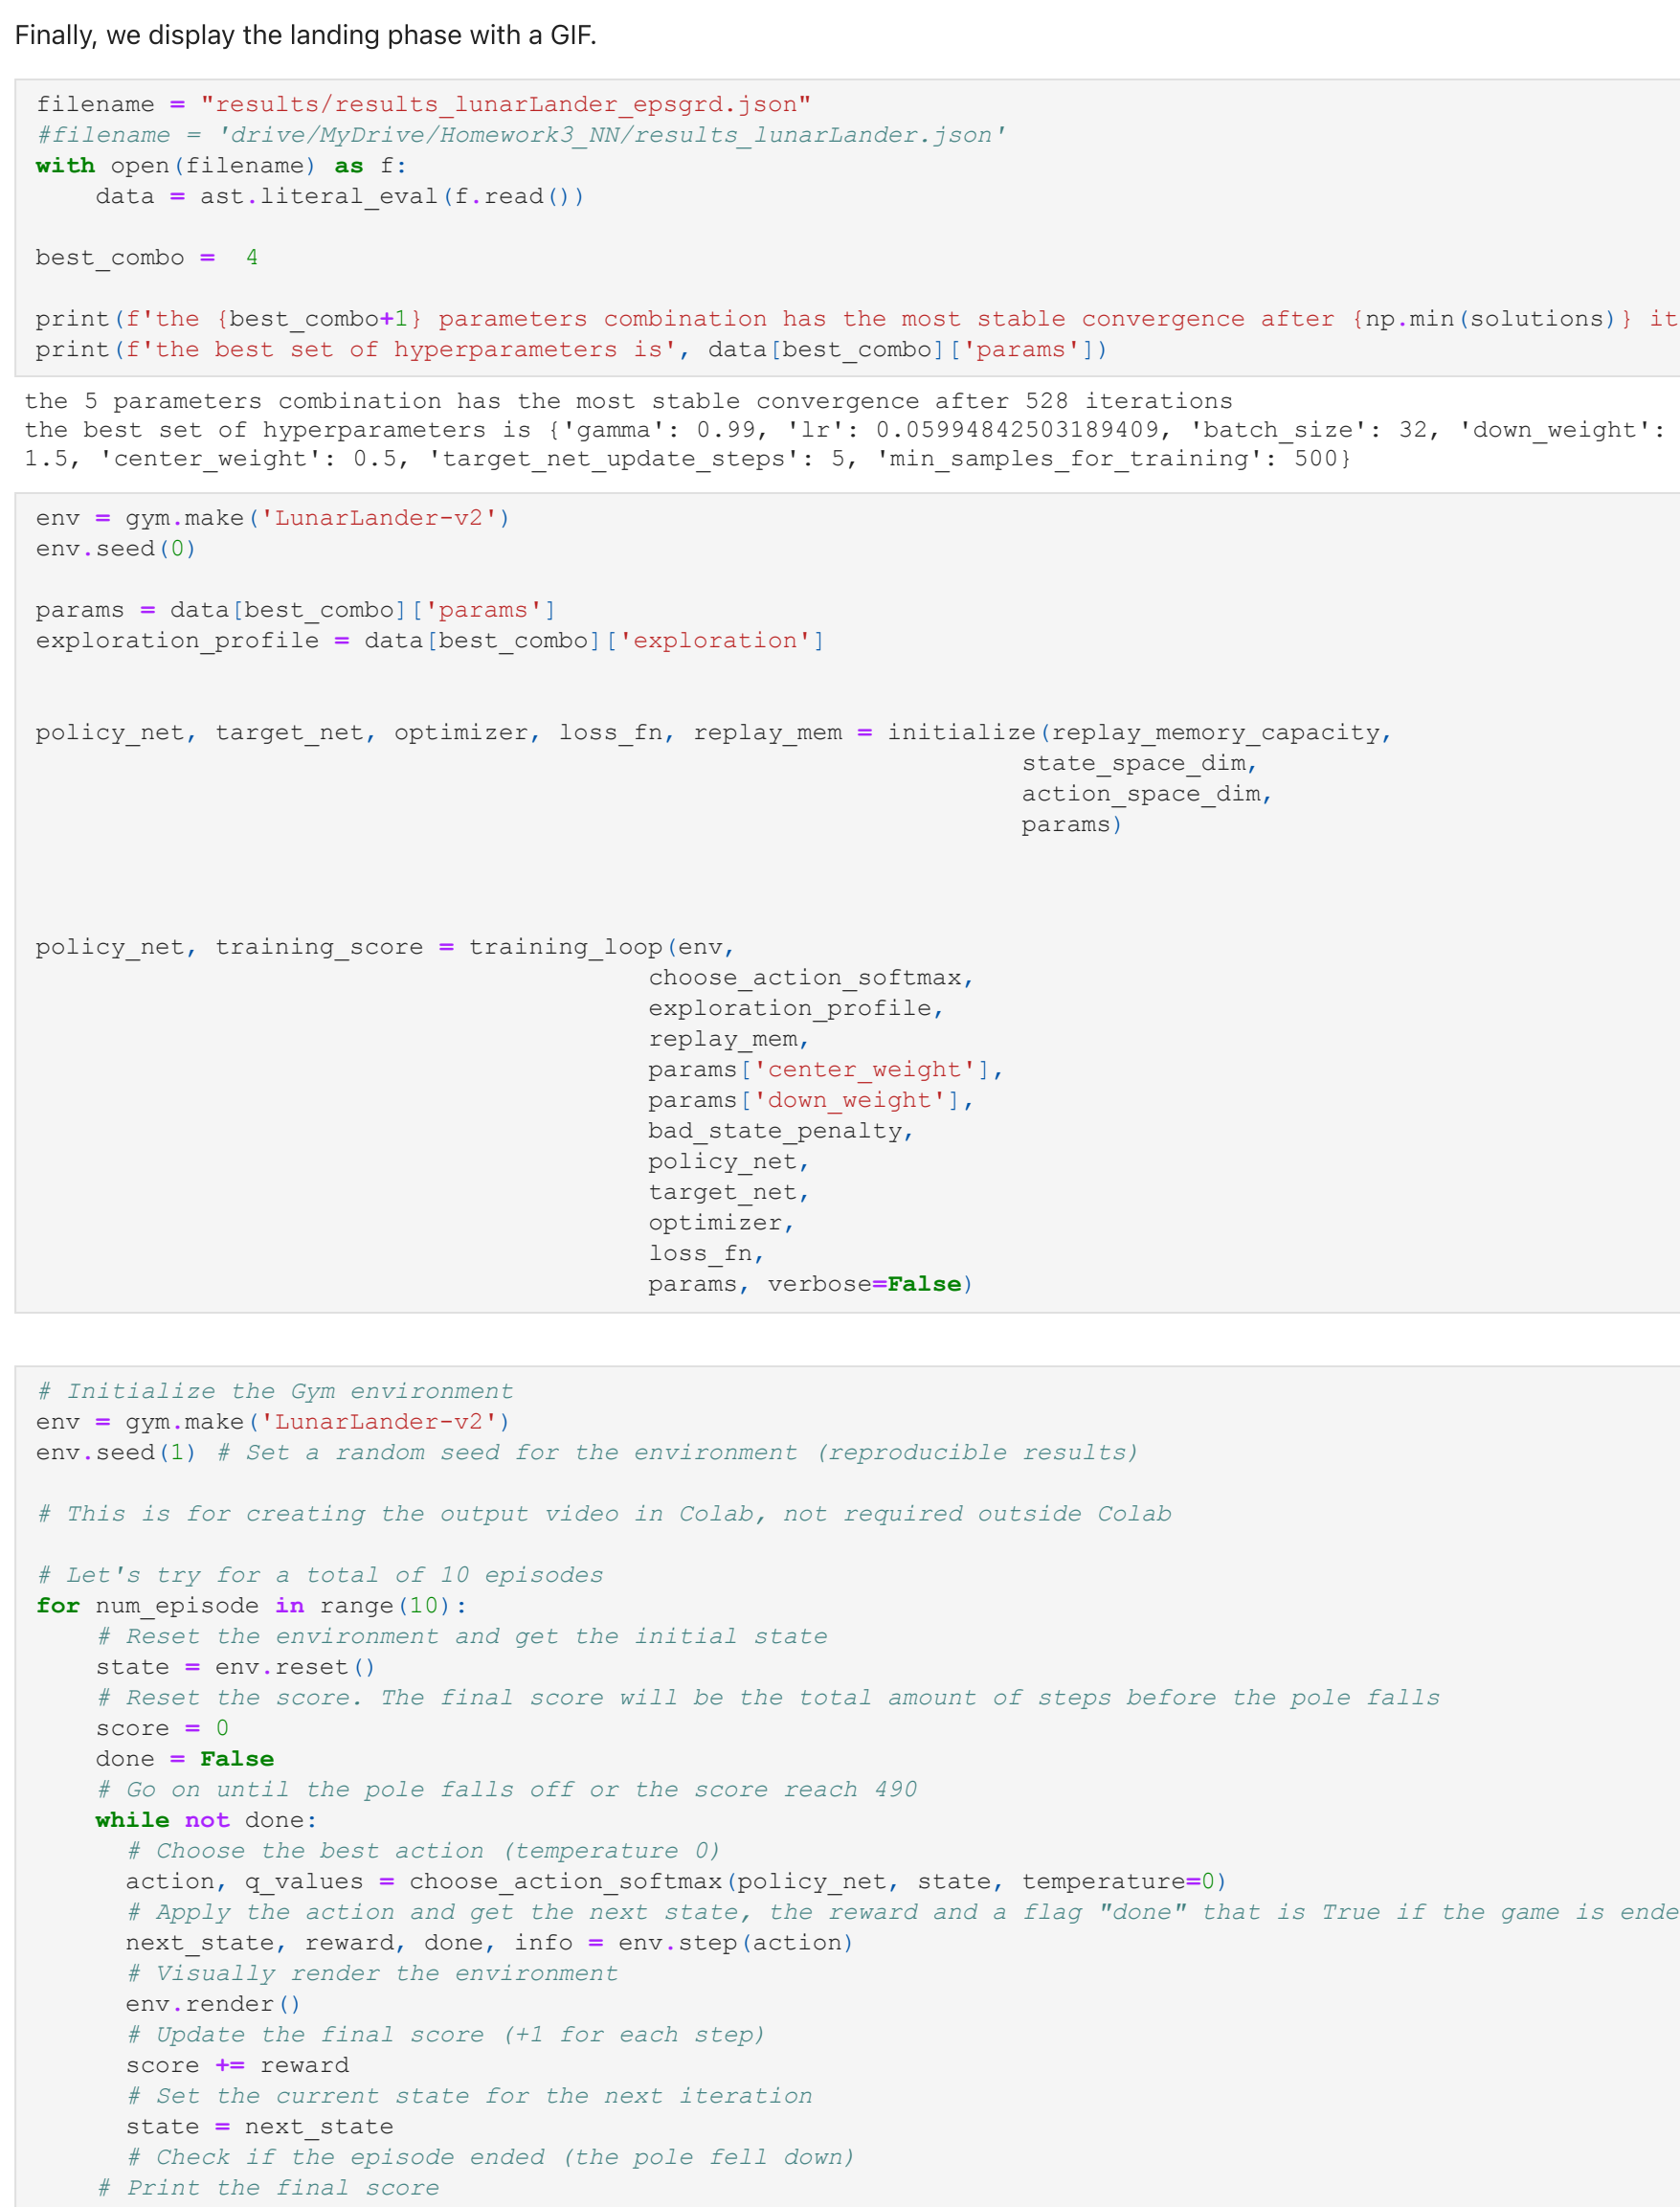 Finally, we display the landing phase with a GIF.
filename = "results/results_lunarLander_epsgrd.json"
#filename = 'drive/MyDrive/Homework3_NN/results_lunarLander.json'
with open(filename) as f:
    data = ast.literal_eval(f.read())
best_combo =  4
print(f'the {best_combo+1} parameters combination has the most stable convergence after {np.min(solutions)} it
print(f'the best set of hyperparameters is', data[best_combo]['params'])
the 5 parameters combination has the most stable convergence after 528 iterations
the best set of hyperparameters is {'gamma': 0.99, 'lr': 0.05994842503189409, 'batch_size': 32, 'down_weight':
1.5, 'center_weight': 0.5, 'target_net_update_steps': 5, 'min_samples_for_training': 500}
env = gym.make('LunarLander-v2')
env.seed(0)
params = data[best_combo]['params']
exploration_profile = data[best_combo]['exploration']
policy_net, target_net, optimizer, loss_fn, replay_mem = initialize(replay_memory_capacity,
                                                                  state_space_dim,
                                                                  action_space_dim,
                                                                  params)
policy_net, training_score = training_loop(env,
                                         choose_action_softmax,
                                         exploration_profile,
                                         replay_mem,
                                         params['center_weight'],
                                         params['down_weight'],
                                         bad_state_penalty,
                                         policy_net,
                                         target_net,
                                         optimizer,
                                         loss_fn,
                                         params, verbose=False)
# Initialize the Gym environment
env = gym.make('LunarLander-v2')
env.seed(1) # Set a random seed for the environment (reproducible results)
# This is for creating the output video in Colab, not required outside Colab
# Let's try for a total of 10 episodes
for num_episode in range(10):
    # Reset the environment and get the initial state
    state = env.reset()
    # Reset the score. The final score will be the total amount of steps before the pole falls
    score = 0
    done = False
    # Go on until the pole falls off or the score reach 490
    while not done:
      # Choose the best action (temperature 0)
      action, q_values = choose_action_softmax(policy_net, state, temperature=0)
      # Apply the action and get the next state, the reward and a flag "done" that is True if the game is ende
      next_state, reward, done, info = env.step(action)
      # Visually render the environment
      env.render()
      # Update the final score (+1 for each step)
      score += reward
      # Set the current state for the next iteration
      state = next_state
      # Check if the episode ended (the pole fell down)
    # Print the final score